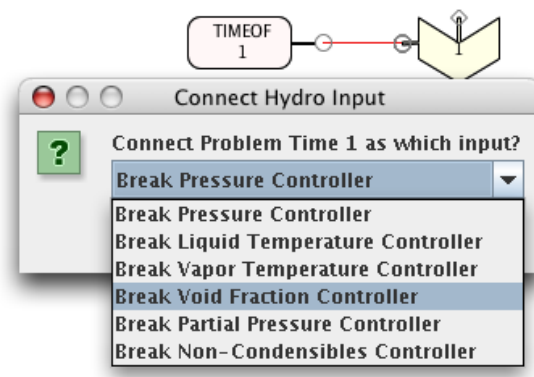 TIMEOF
1
1
Connect Hydro Input
?
Connect Problem Time 1 as which input?
Break Pressure Controller
Break Pressure Controller
Break Liquid Temperature Controller
Break Vapor Temperature Controller
Break Void Fraction Controller
Break Partial Pressure Controller
Break Non-Condensibles Controller